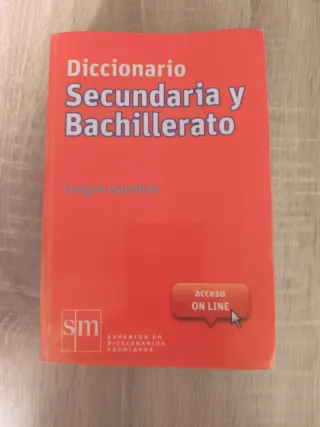 Diccionario
Secundaria y
Bachillerato
Lengua española
acceso
ON LINE
sm
EXPERTOS EN
DICCIONARIOS
ESCOLARES